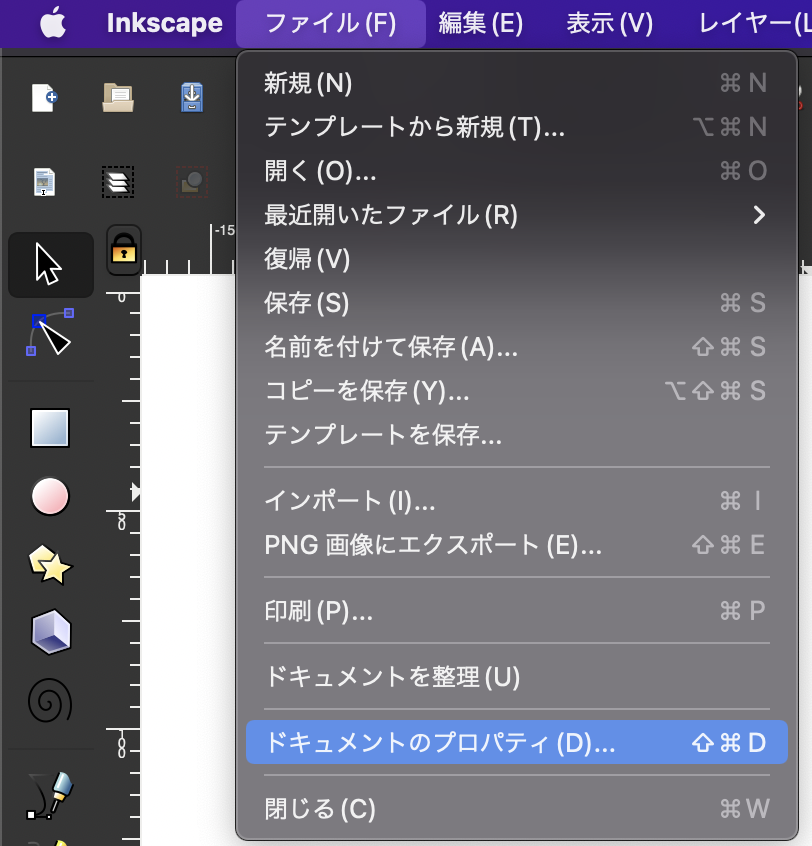 Inkscape ファイル (F) 編集 (E) 表示 (V) レイヤー(L
新規 (N) ⌘ N
テンプレートから新規 (T)... ⌥ ⌘ N
開く (O)... ⌘ O
最近開いたファイル (R)
復帰 (V)
保存 (S) ⌘ S
名前を付けて保存 (A)... ⇧ ⌘ S
コピーを保存 (Y)... ⌥ ⇧ ⌘ S
テンプレートを保存...
インポート (I)... ⌘ I
PNG 画像にエクスポート (E)... ⇧ ⌘ E
印刷 (P)... ⌘ P
ドキュメントを整理 (U)
ドキュメントのプロパティ (D)... ⇧ ⌘ D
閉じる (C) ⌘ W
-15
0
50
100